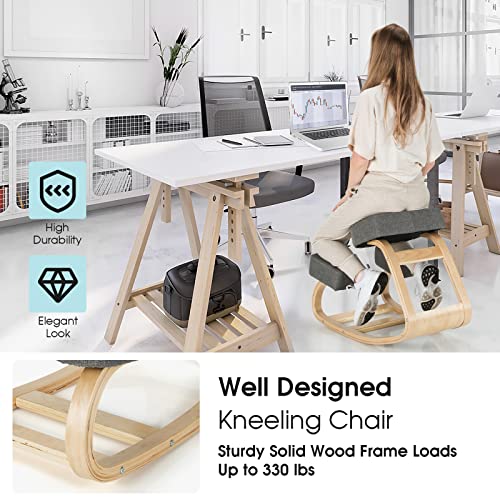 High
Durability
Elegant
Look
Well Designed
Kneeling Chair
Sturdy Solid Wood Frame Loads
Up to 330 lbs